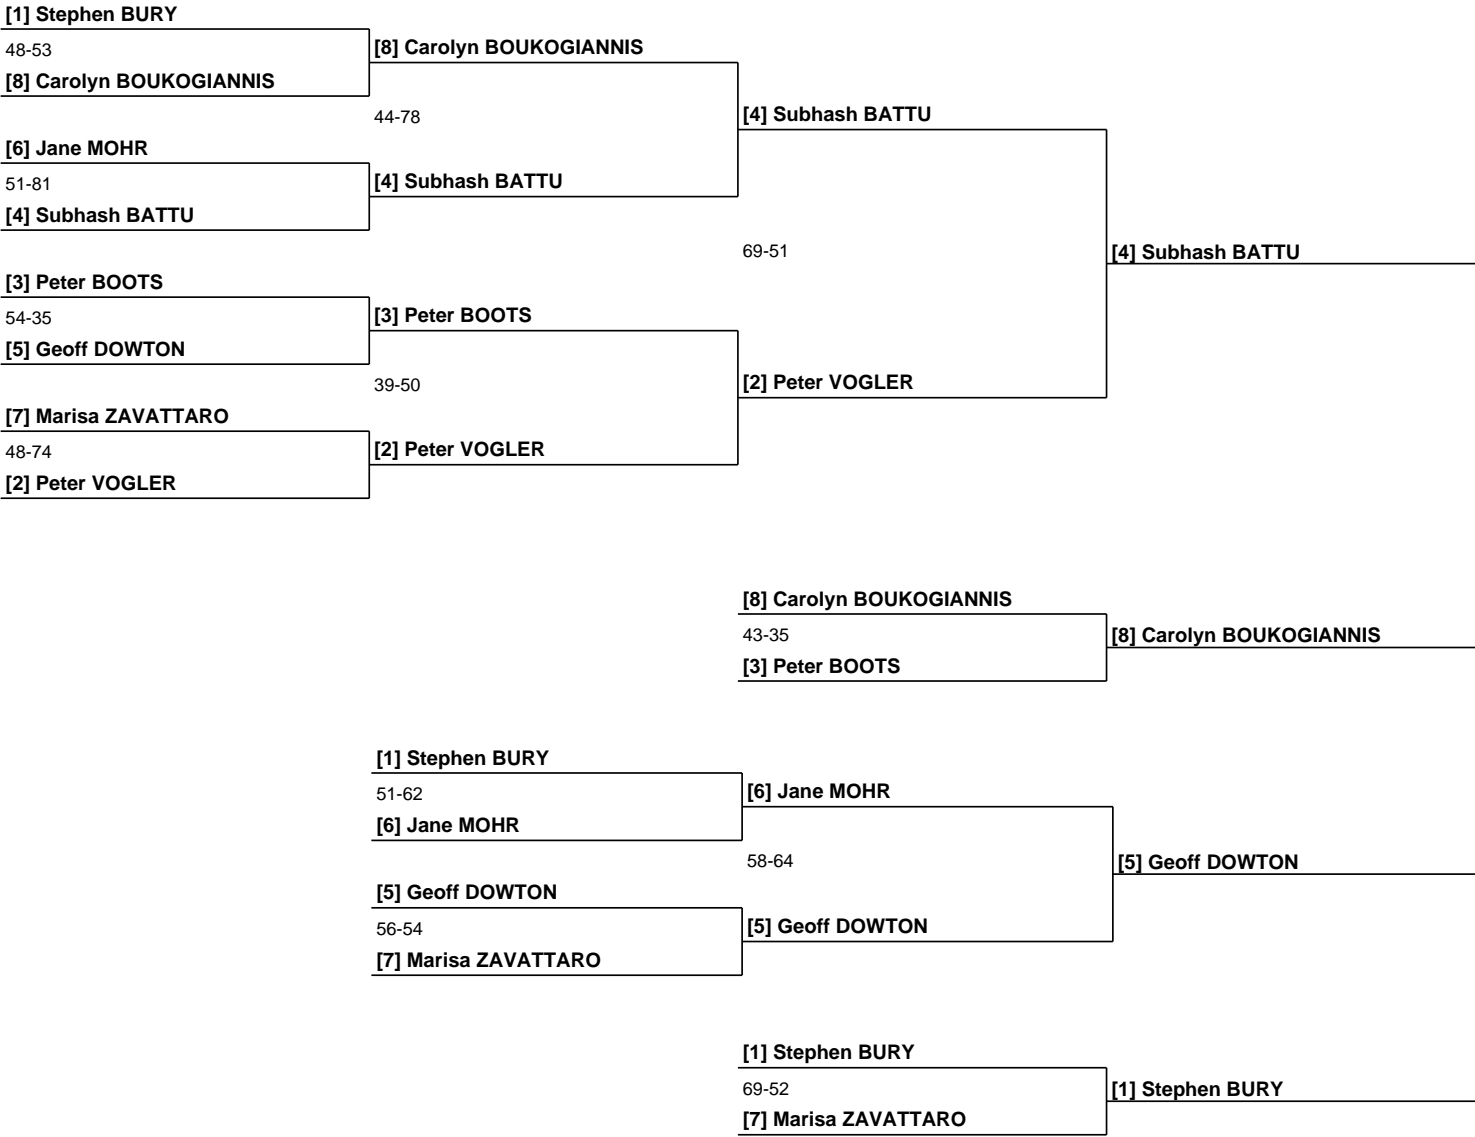 [1] Stephen BURY
48-53
[8] Carolyn BOUKOGIANNIS
[8] Carolyn BOUKOGIANNIS
44-78
[4] Subhash BATTU
[6] Jane MOHR
51-81
[4] Subhash BATTU
[4] Subhash BATTU
69-51
[4] Subhash BATTU
[3] Peter BOOTS
54-35
[3] Peter BOOTS
[5] Geoff DOWTON
39-50
[2] Peter VOGLER
[7] Marisa ZAVATTARO
48-74
[2] Peter VOGLER
[2] Peter VOGLER
[8] Carolyn BOUKOGIANNIS
43-35
[8] Carolyn BOUKOGIANNIS
[3] Peter BOOTS
[1] Stephen BURY
51-62
[6] Jane MOHR
[6] Jane MOHR
58-64
[5] Geoff DOWTON
[5] Geoff DOWTON
56-54
[5] Geoff DOWTON
[7] Marisa ZAVATTARO
[1] Stephen BURY
69-52
[1] Stephen BURY
[7] Marisa ZAVATTARO